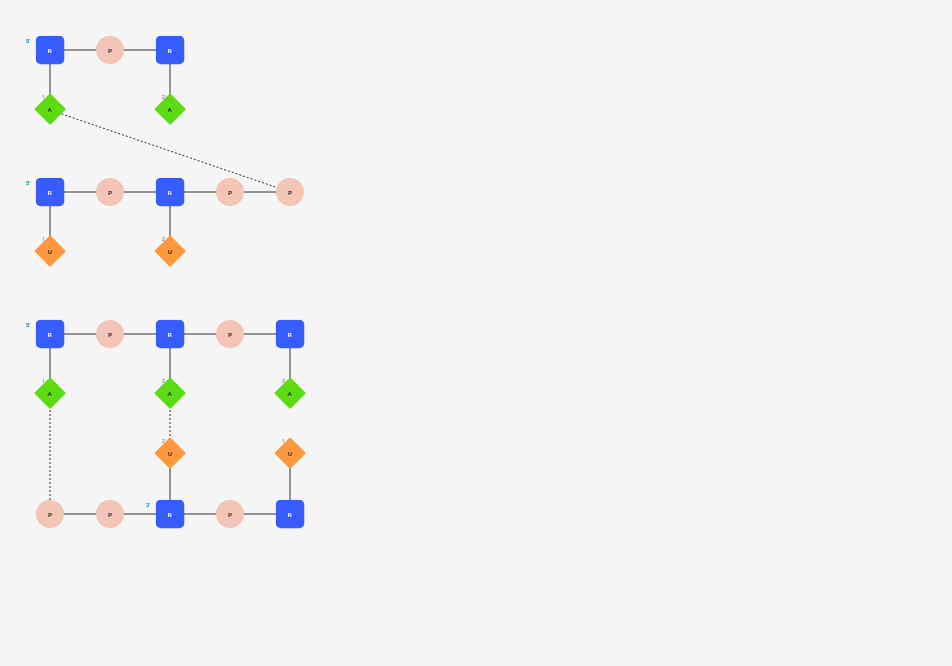 5'
R P R
1 2
A A
5'
R P R P P
1 2
U U
5'
R P R P R
1 2 3
A A A
2 1
U U
3'
P P R P R